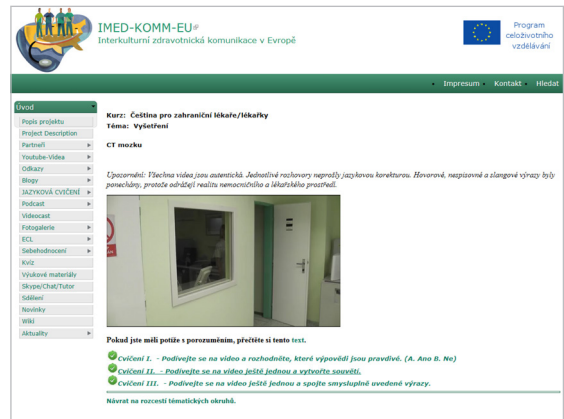 IMED-KOMM-EU
Interkulturní zdravotnická komunikace v Evropě
Program
celoživotního
vzdělávání
Impresum
Kontakt
Hledat
Úvod
Popis projektu
Project Description
Partneři
Youtube-Videa
Odkazy
Blogy
JAZYKOVÁ CVIČENÍ
Podcast
Videocast
Fotogalerie
ECL
Sebehodnocení
Kvíz
Výukové materiály
Skype/Chat/Tutor
Sdělení
Novinky
Wiki
Aktuality
Kurz: Čeština pro zahraniční lékaře/lékařky
Téma: Vyšetření
CT mozku
Upozornění: Všechna videa jsou autentická. Jednotlivé rozhovory neprošly jazykovou korekturou. Hovorové, nespisovné a slangové výrazy byly
ponechány, protože odrážejí realitu nemocničního a lékařského prostředí.
Pokud jste měli potíže s porozuměním, přečtěte si tento text.
Cvičení I. - Podívejte se na video a rozhodněte, které výpovědi jsou pravdivé. (A. Ano B. Ne)
Cvičení II. - Podívejte se na video ještě jednou a vytvořte souvětí.
Cvičení III. - Podívejte se na video ještě jednou a spojte smysluplně uvedené výrazy.
Návrat na rozcestí tématických okruhů.